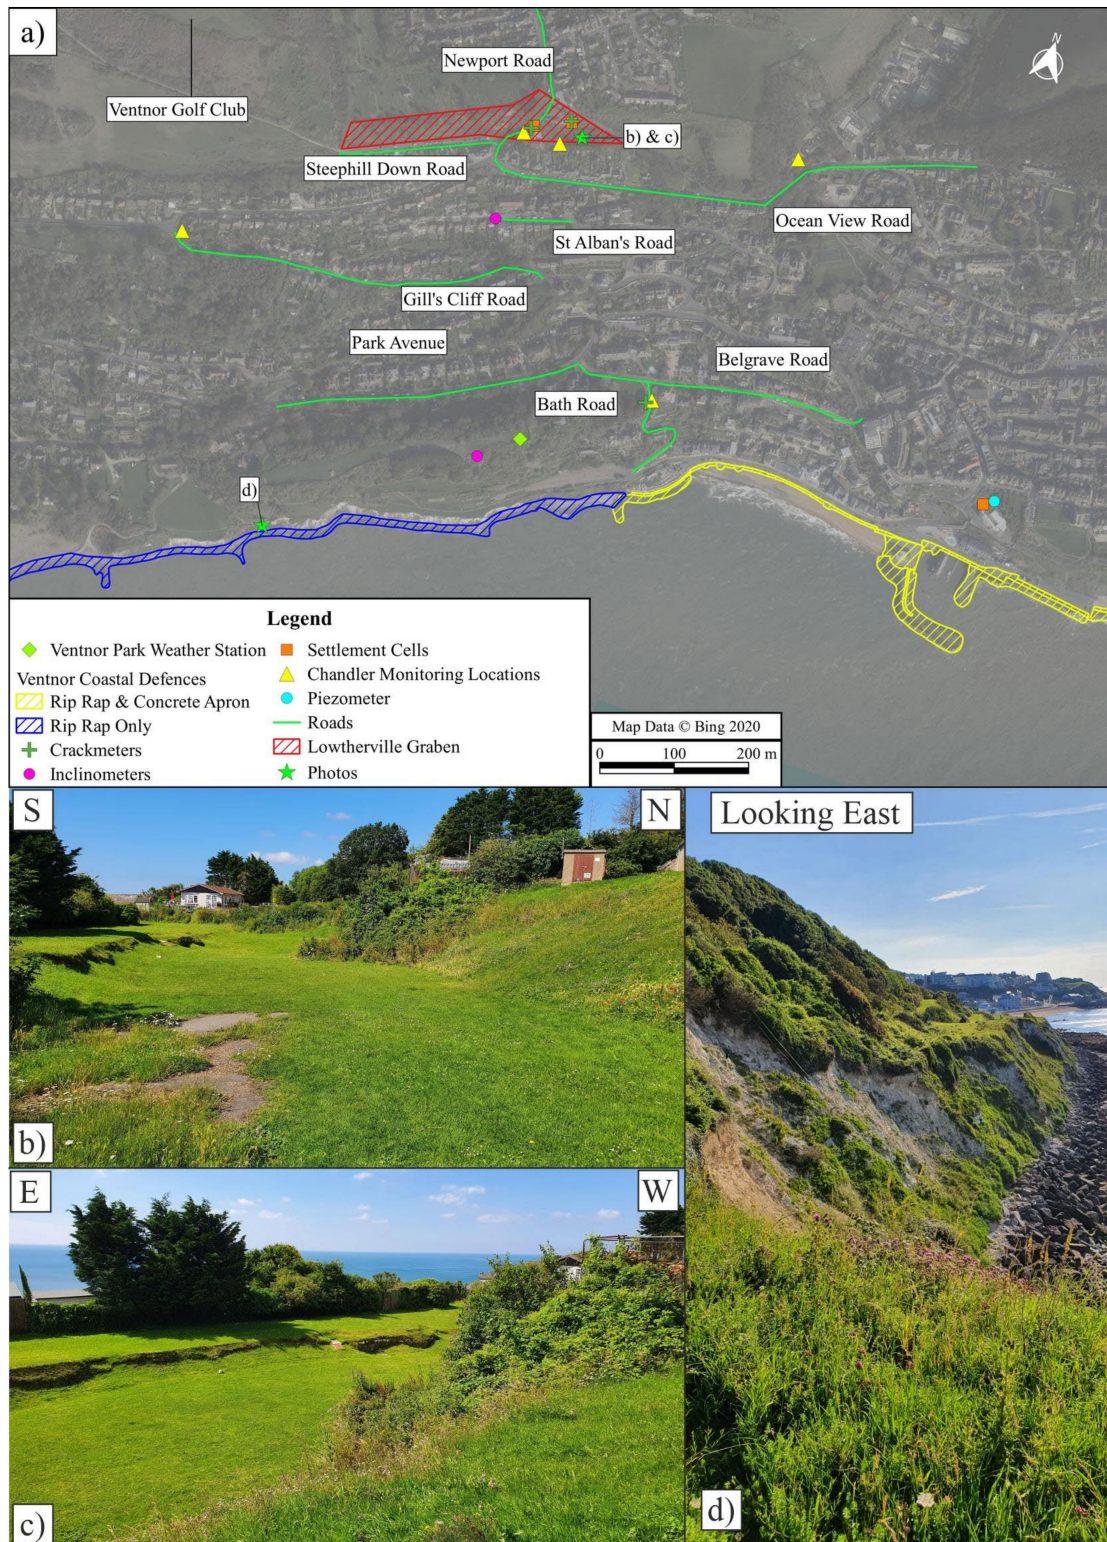 a)
N
Newport Road
Ventnor Golf Club
b) & c)
Steephill Down Road
Ocean View Road
St Alban's Road
Gill's Cliff Road
Park Avenue
Belgrave Road
Bath Road
d)
Legend
Ventnor Park Weather Station
Ventnor Coastal Defences
Rip Rap & Concrete Apron
Rip Rap Only
Crackmeters
Inclinometers
Settlement Cells
Chandler Monitoring Locations
Piezometer
Roads
Lowtherville Graben
Photos
Map Data © Bing 2020
0 100 200 m
S
N
b)
E
W
c)
Looking East
d)